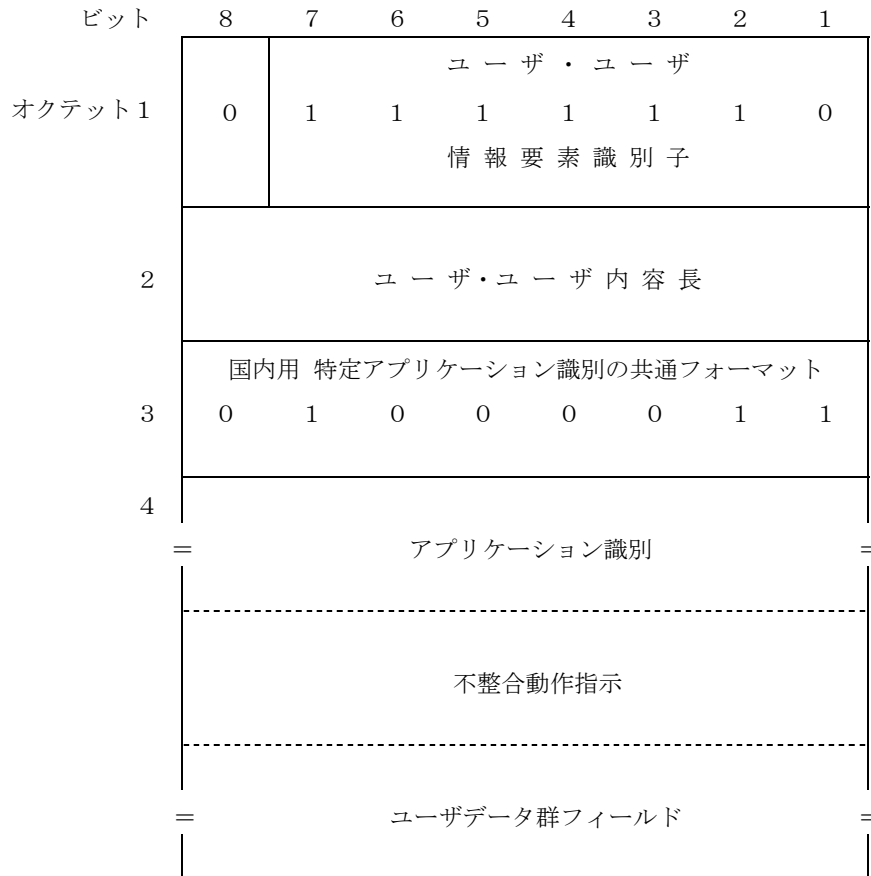 ビット 8 7 6 5 4 3 2 1
ユ ー ザ ・ ユ ー ザ
オクテット1 0 1 1 1 1 1 1 0
情 報 要 素 識 別 子
2 ユ ー ザ・ユ ー ザ 内 容 長
国内用 特定アプリケーション識別の共通フォーマット
3 0 1 0 0 0 0 1 1
4
= アプリケーション識別 =
不整合動作指示
= ユーザデータ群フィールド =